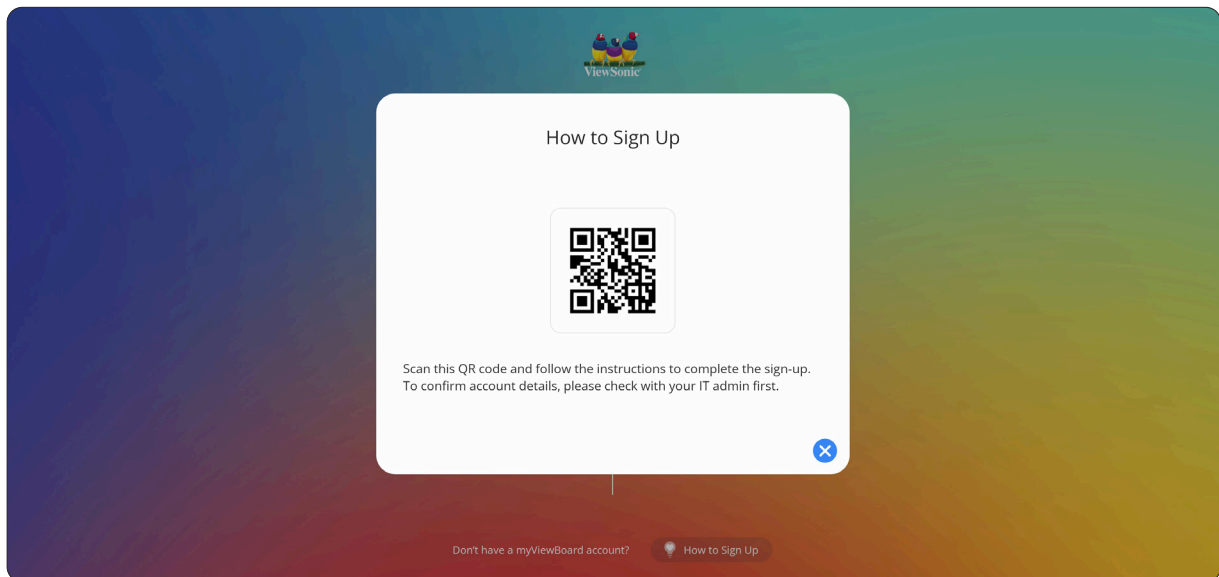 ViewSonic
How to Sign Up
Scan this QR code and follow the instructions to complete the sign-up.
To confirm account details, please check with your IT admin first.
Don't have a myViewBoard account?
How to Sign Up